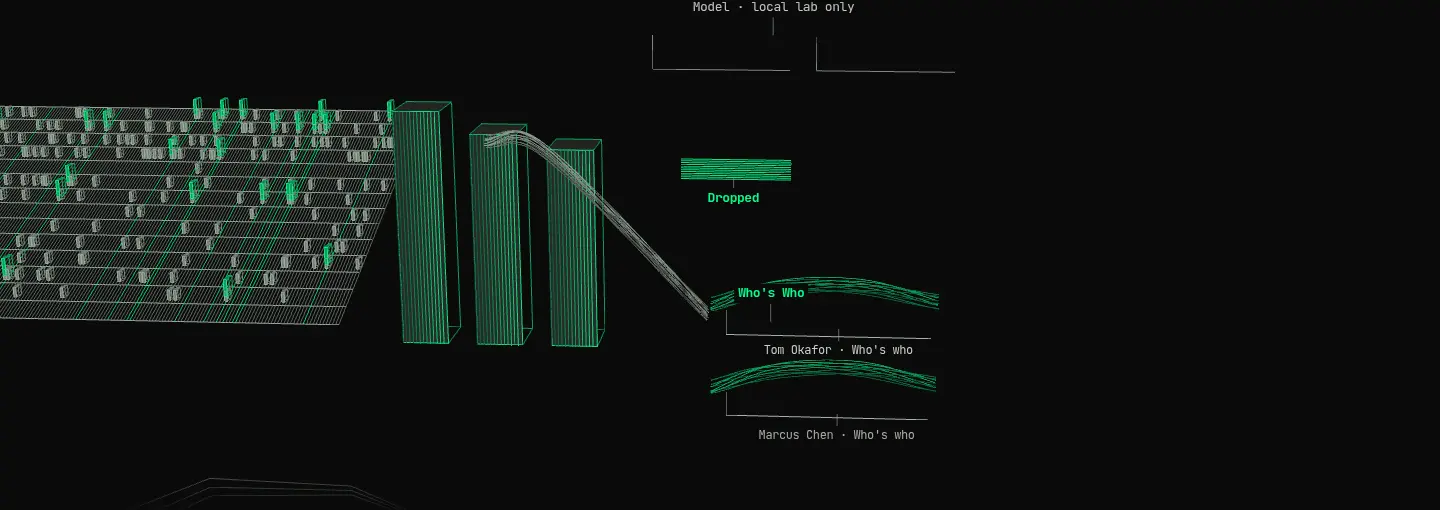 Model · local lab only
Dropped
Who's Who
Tom Okafor · Who's who
Marcus Chen · Who's who